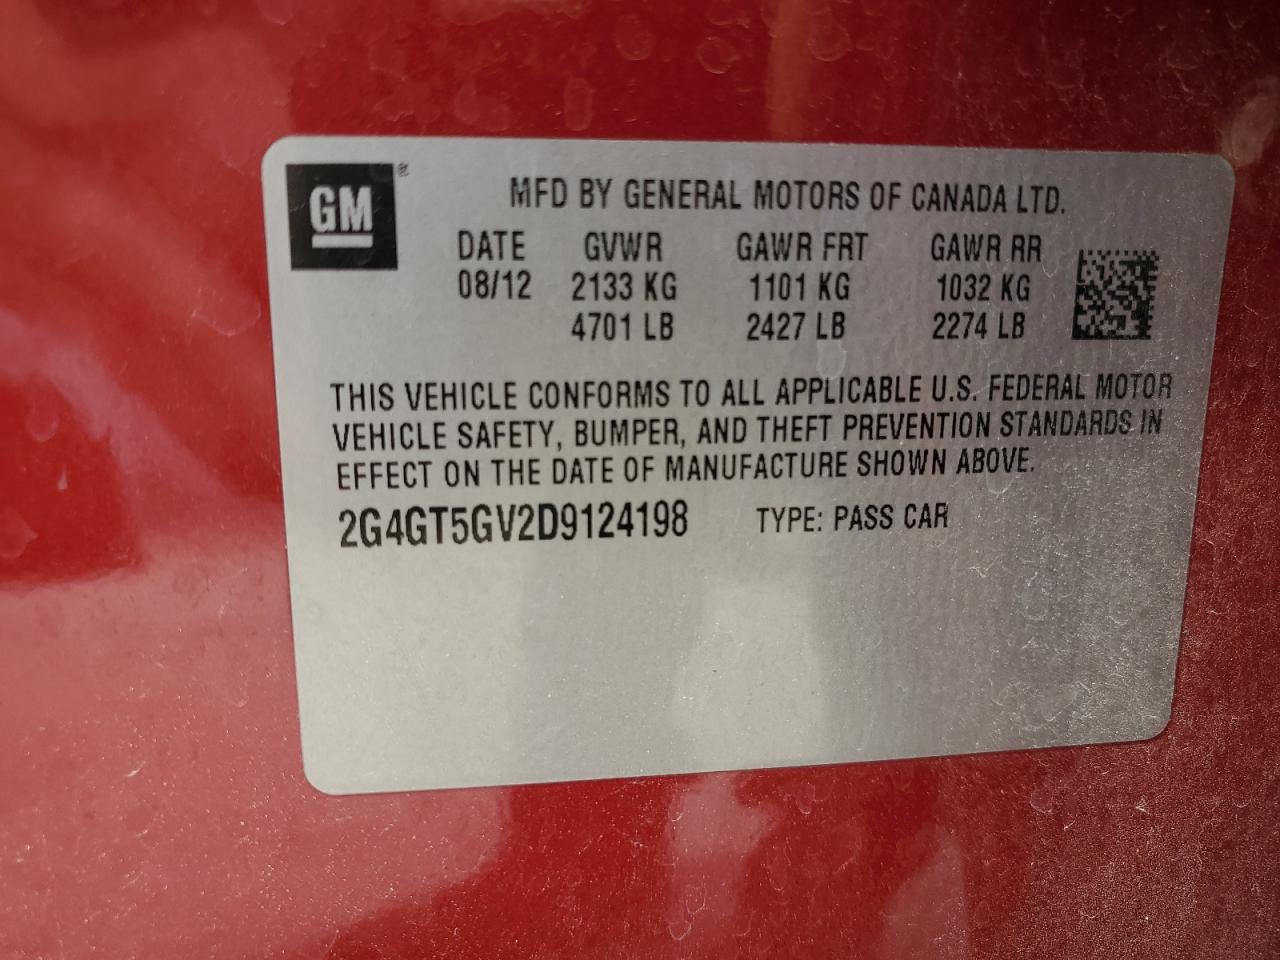 GM®
MFD BY GENERAL MOTORS OF CANADA LTD.
DATE GVWR GAWR FRT GAWR RR
08/12 2133 KG 1101 KG 1032 KG
4701 LB 2427 LB 2274 LB
THIS VEHICLE CONFORMS TO ALL APPLICABLE U.S. FEDERAL MOTOR
VEHICLE SAFETY, BUMPER, AND THEFT PREVENTION STANDARDS IN
EFFECT ON THE DATE OF MANUFACTURE SHOWN ABOVE.
2G4GT5GV2D9124198 TYPE: PASS CAR